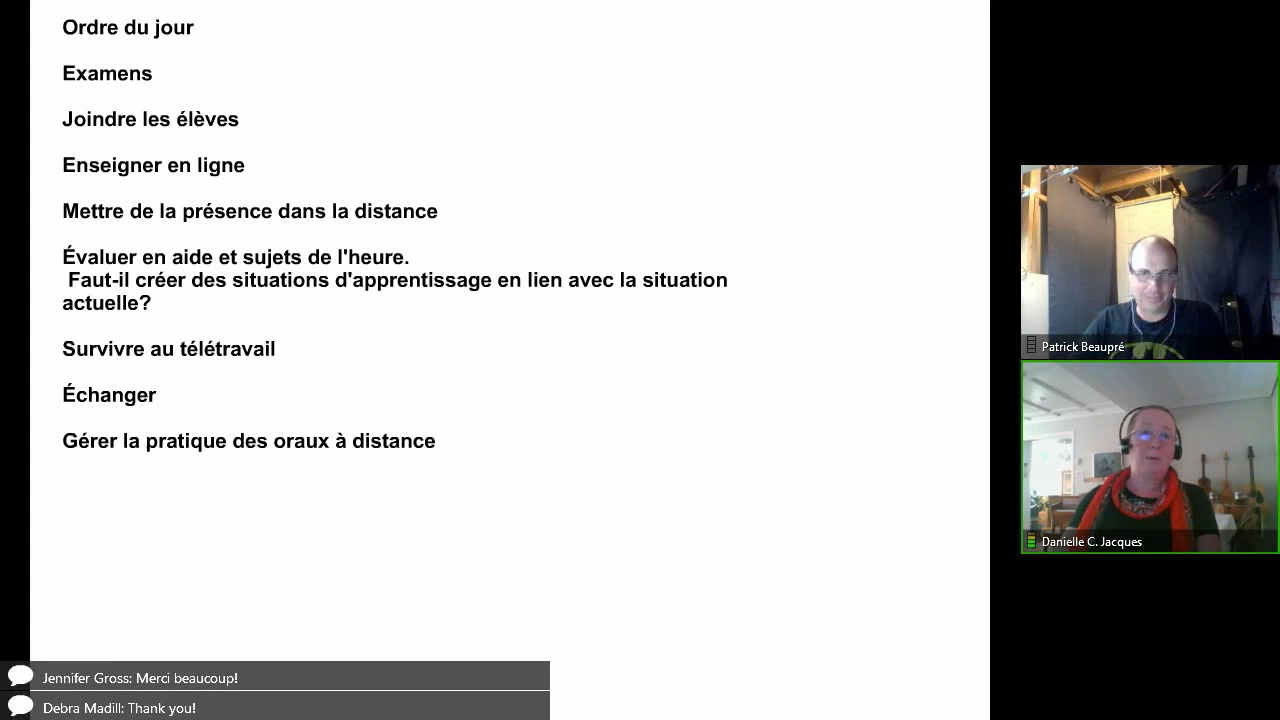 Ordre du jour
Examens
Joindre les élèves
Enseigner en ligne
Mettre de la présence dans la distance
Évaluer en aide et sujets de l'heure.
Faut-il créer des situations d'apprentissage en lien avec la situation
actuelle?
Survivre au télétravail
Échanger
Gérer la pratique des oraux à distance
Patrick Beaupré
Danielle C. Jacques
Jennifer Gross: Merci beaucoup!
Debra Madill: Thank you!